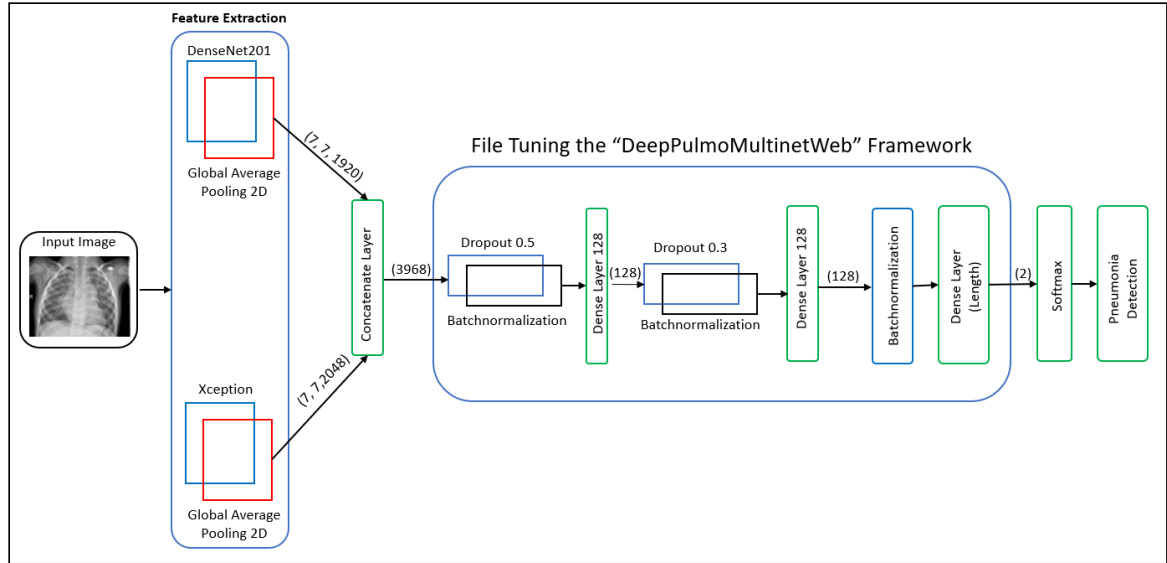 Feature Extraction
DenseNet201
Global Average
Pooling 2D
Input Image
Xception
Global Average
Pooling 2D
(7, 7, 1920)
(7, 7,2048)
Concatenate Layer
(3968)
File Tuning the “DeepPulmoMultinetWeb” Framework
Dropout 0.5
Batchnormalization
Dense Layer 128
(128)
Dropout 0.3
Batchnormalization
Dense Layer 128
(128)
Batchnormalization
Dense Layer
(Length)
(2)
Softmax
Pneumonia
Detection